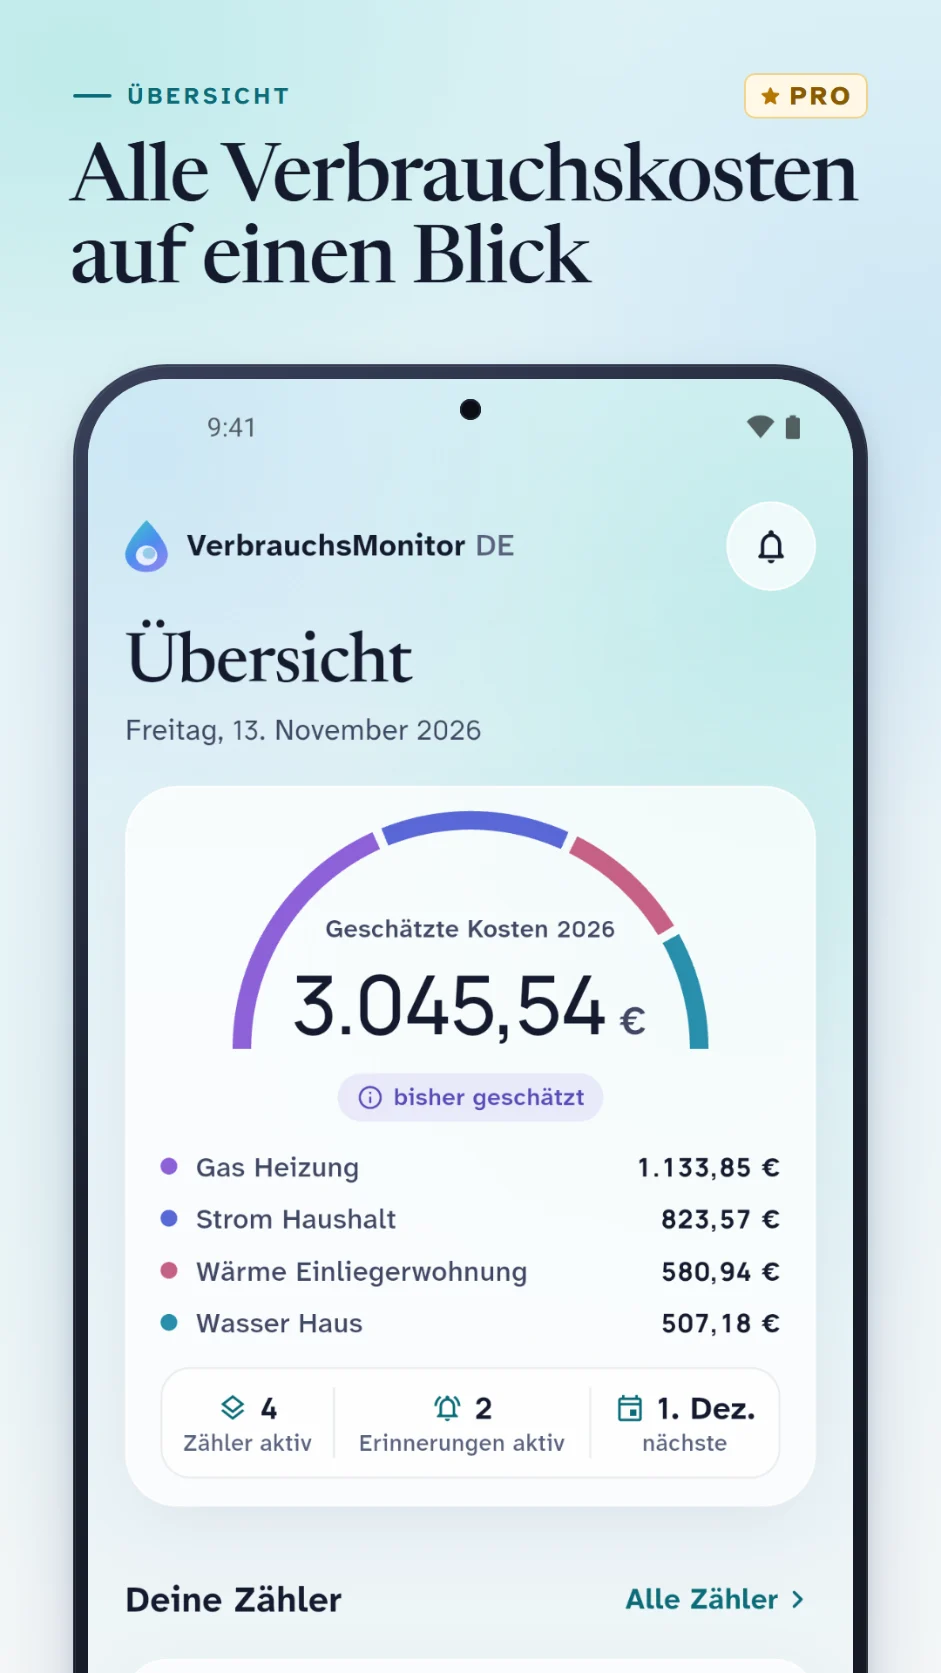 ÜBERSICHT
PRO
Alle Verbrauchskosten
auf einen Blick
9:41
VerbrauchsMonitor DE
Übersicht
Freitag, 13. November 2026
Geschätzte Kosten 2026
3.045,54 €
bisher geschätzt
Gas Heizung 1.133,85 €
Strom Haushalt 823,57 €
Wärme Einliegerwohnung 580,94 €
Wasser Haus 507,18 €
4 2 1. Dez.
Zähler aktiv Erinnerungen aktiv nächste
Deine Zähler Alle Zähler